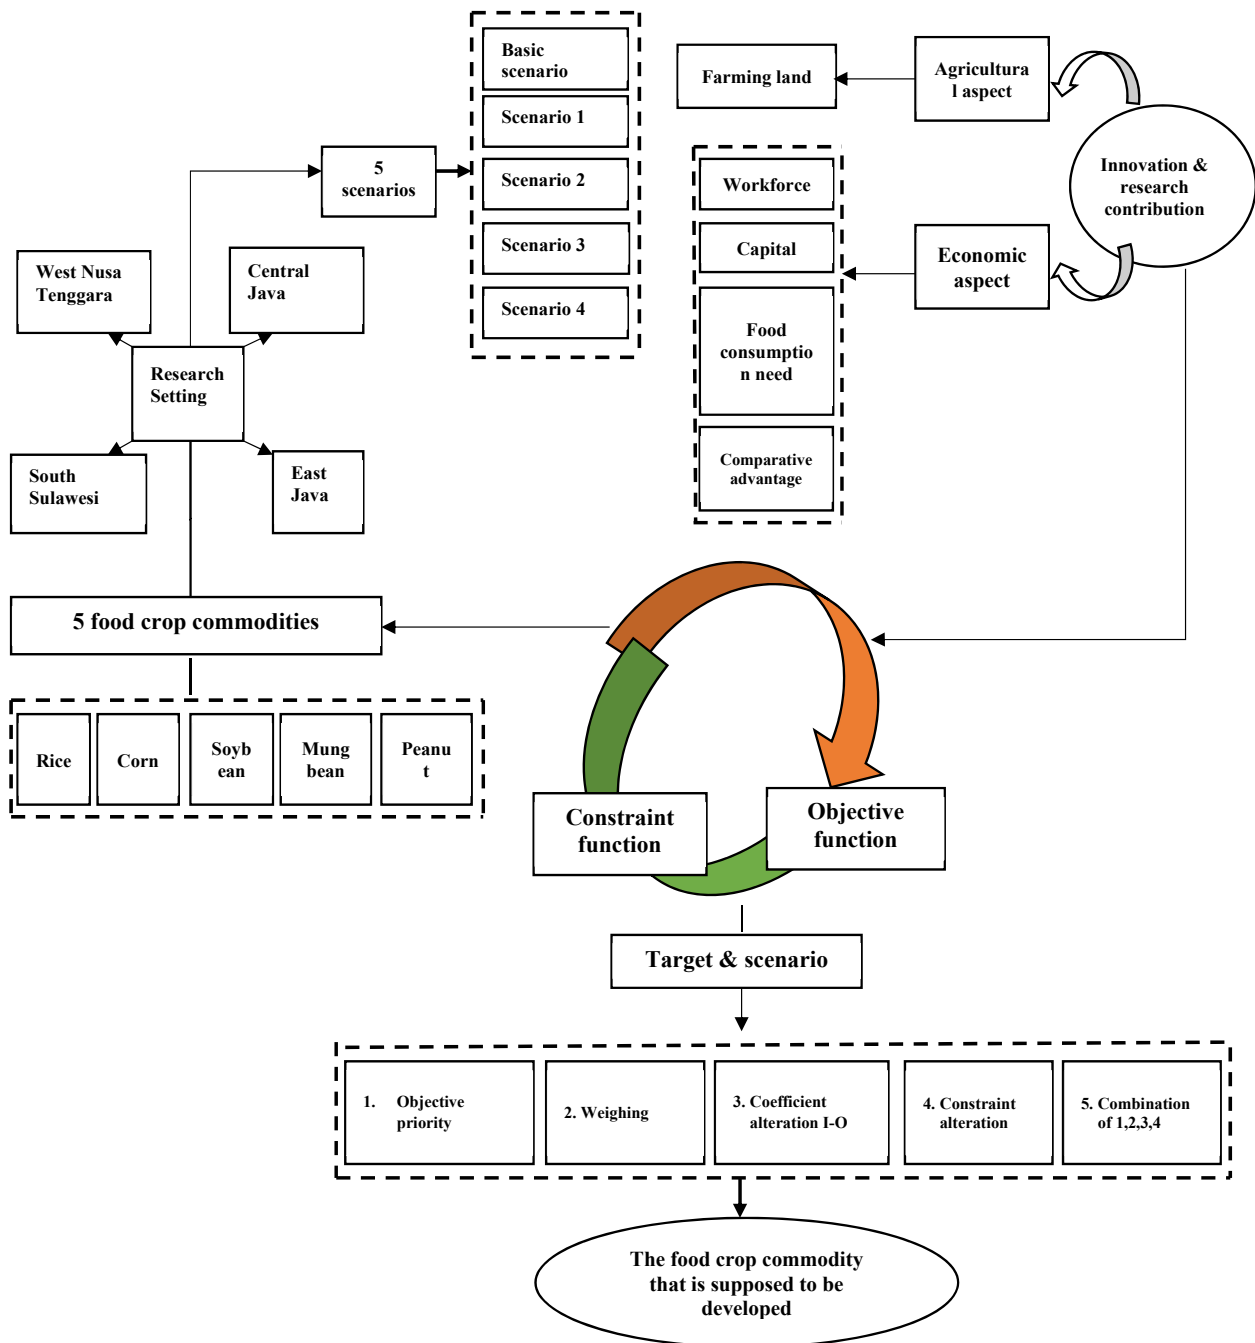 Basic
scenario
Scenario 1
Scenario 2
Scenario 3
Scenario 4
5
scenarios
Farming land
Agricultura
l aspect
Innovation &
research
contribution
Workforce
Capital
Food
consumptio
n need
Comparative
advantage
Economic
aspect
West Nusa
Tenggara
Central
Java
Research
Setting
South
Sulawesi
East
Java
5 food crop commodities
Rice
Corn
Soyb
ean
Mung
bean
Peanu
t
Constraint
function
Objective
function
Target & scenario
1. Objective
priority
2. Weighing
3. Coefficient
alteration I-O
4. Constraint
alteration
5. Combination
of 1,2,3,4
The food crop commodity
that is supposed to be
developed